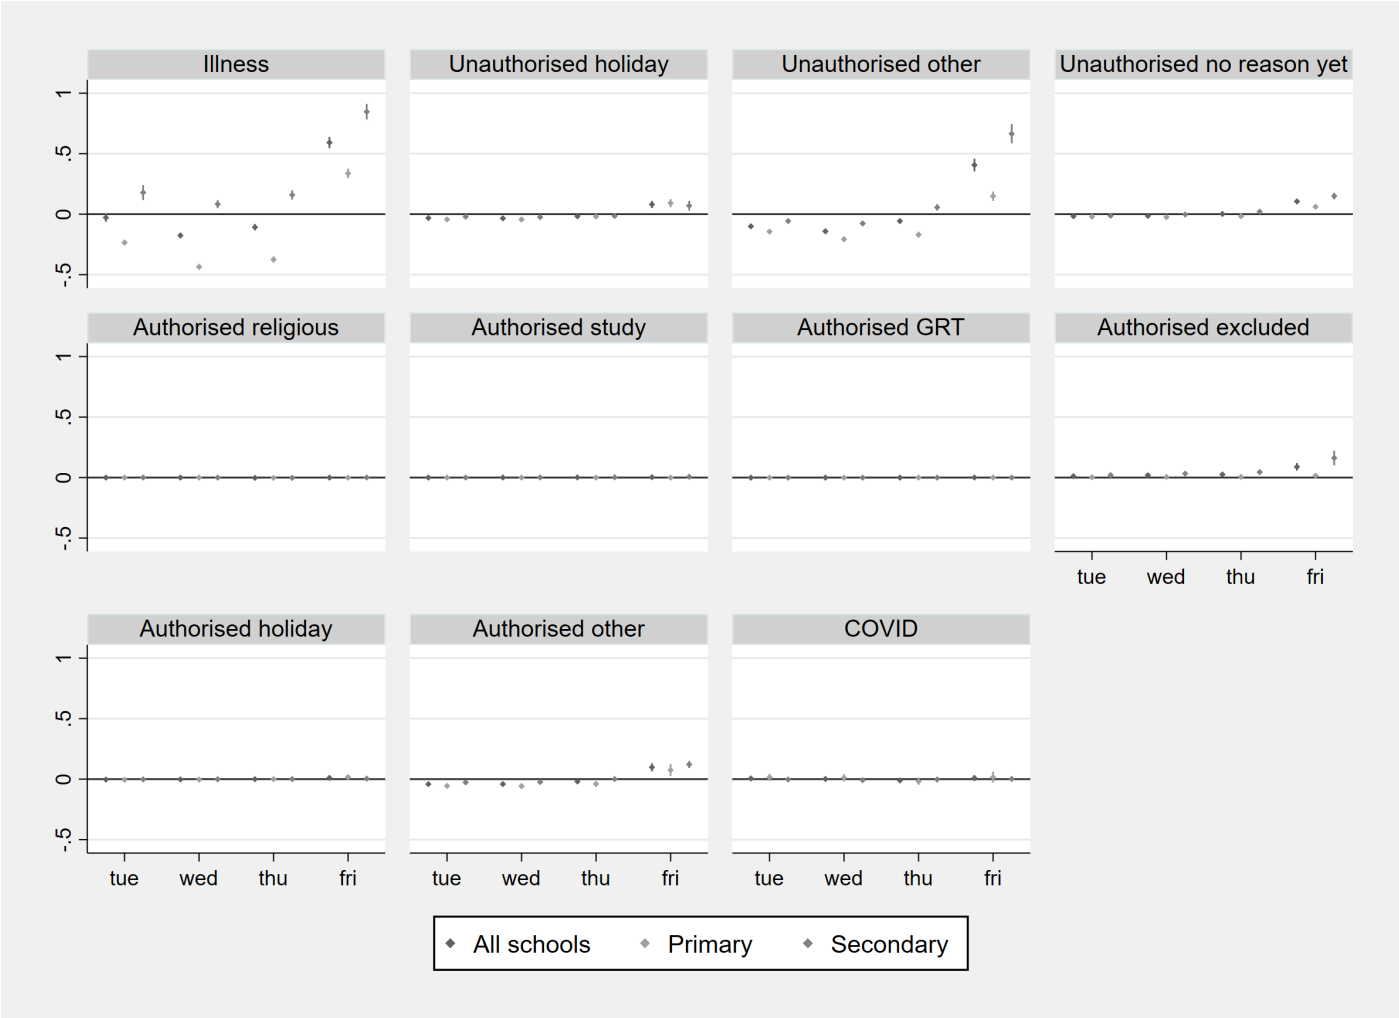 Illness Unauthorised holiday Unauthorised other Unauthorised no reason yet
1
.5
0
-.5
Authorised religious Authorised study Authorised GRT Authorised excluded
1
.5
0
-.5
tue wed thu fri
Authorised holiday Authorised other COVID
1
.5
0
-.5
tue wed thu fri tue wed thu fri tue wed thu fri
All schools Primary Secondary